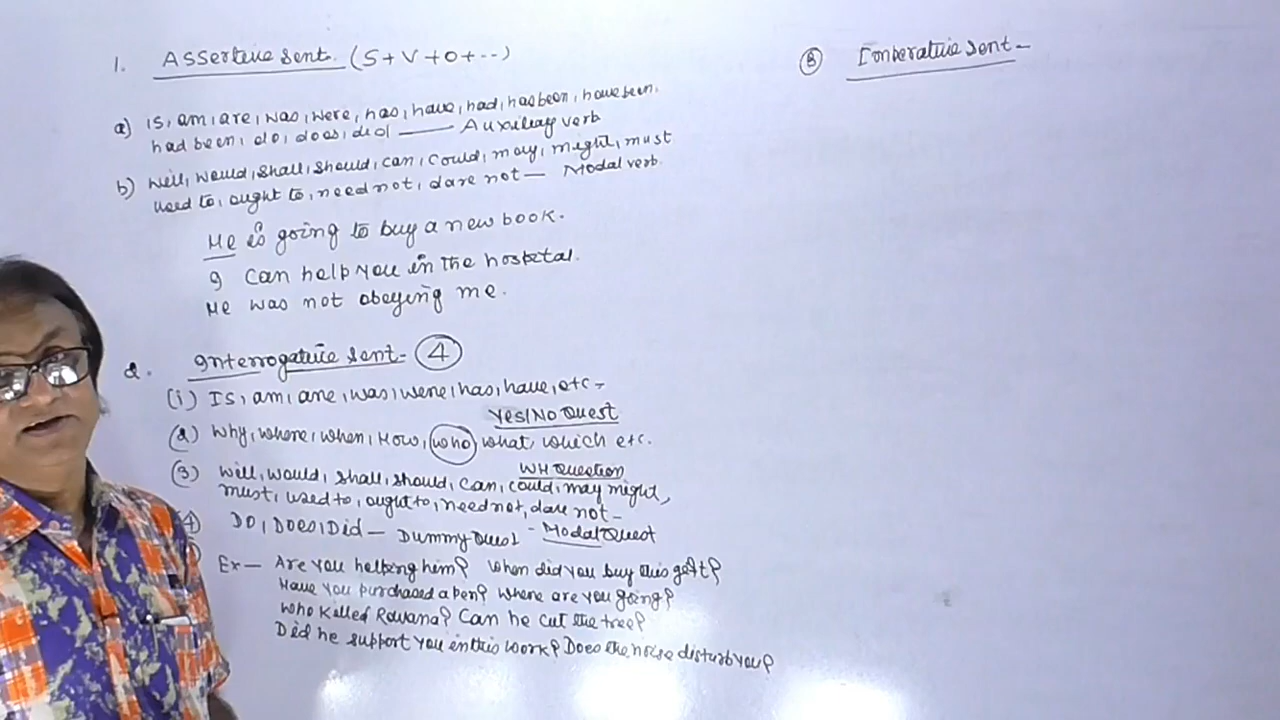 1. Assertive sent. (S+V+O+...)
a) is, am, are, was, were, has, have, had, has been, have been,
had been, do, does, did —— Auxiliary verb
b) will, would, shall, should, can, could, may, might, must
used to, ought to, need not, dare not — Modal verb.
He is going to buy a new book.
I can help you in the hospital.
He was not obeying me.
2. Interrogative sent- 4
(i) Is, am, are, was, were, has, have, etc -
Yes/No Quest
(2) Why, where, when, How, who, what, which etc.
WH Question
(3) will, would, shall, should, can, could, may might,
must, used to, ought to, need not, dare not -
- Modal Quest
4) Do, Does, Did — Dummy Quest
Ex — Are you helping him? When did you buy this gift?
Have you purchased a pen? Where are you going?
Who killed Rawana? Can he cut the tree?
Did he support you in this work? Does the noise disturb you?
③ Imperative sent -